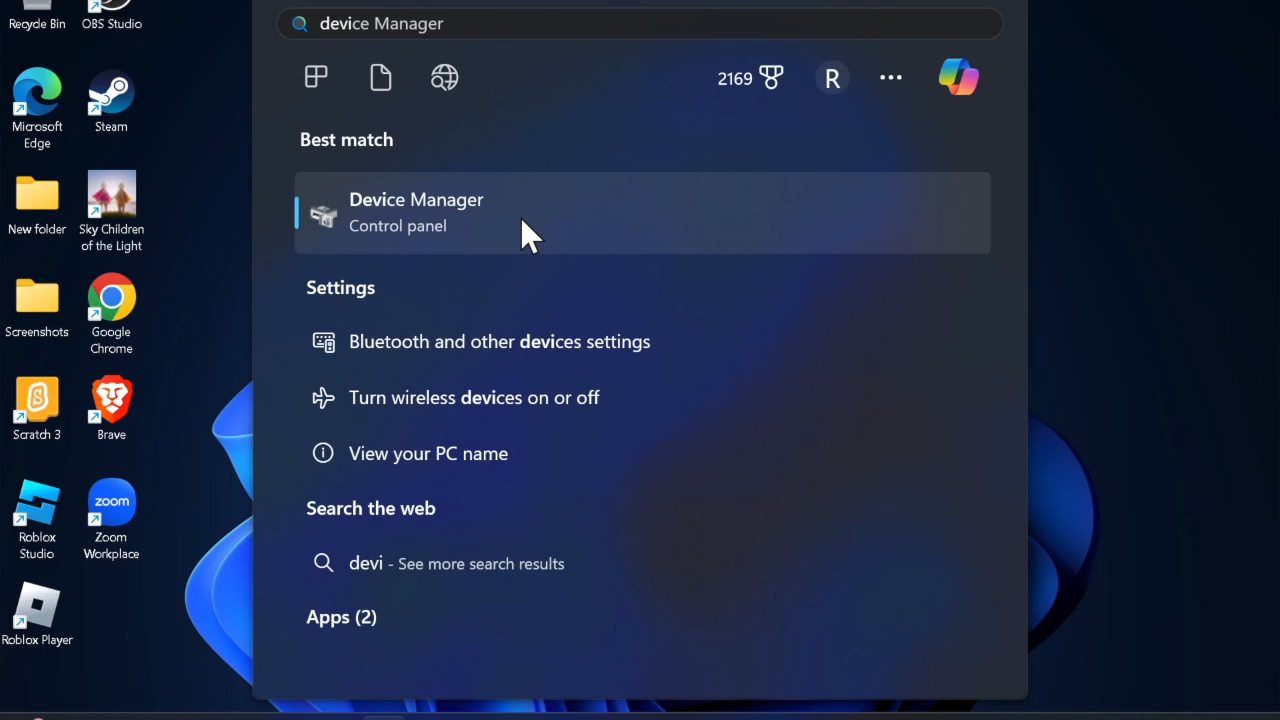 Recycle Bin
OBS Studio
Microsoft
Edge
Steam
New folder
Sky Children
of the Light
Screenshots
Google
Chrome
Scratch 3
Brave
Roblox
Studio
zoom
Zoom
Workplace
Roblox Player
device Manager
2169
R
Best match
Device Manager
Control panel
Settings
Bluetooth and other devices settings
Turn wireless devices on or off
View your PC name
Search the web
devi - See more search results
Apps (2)